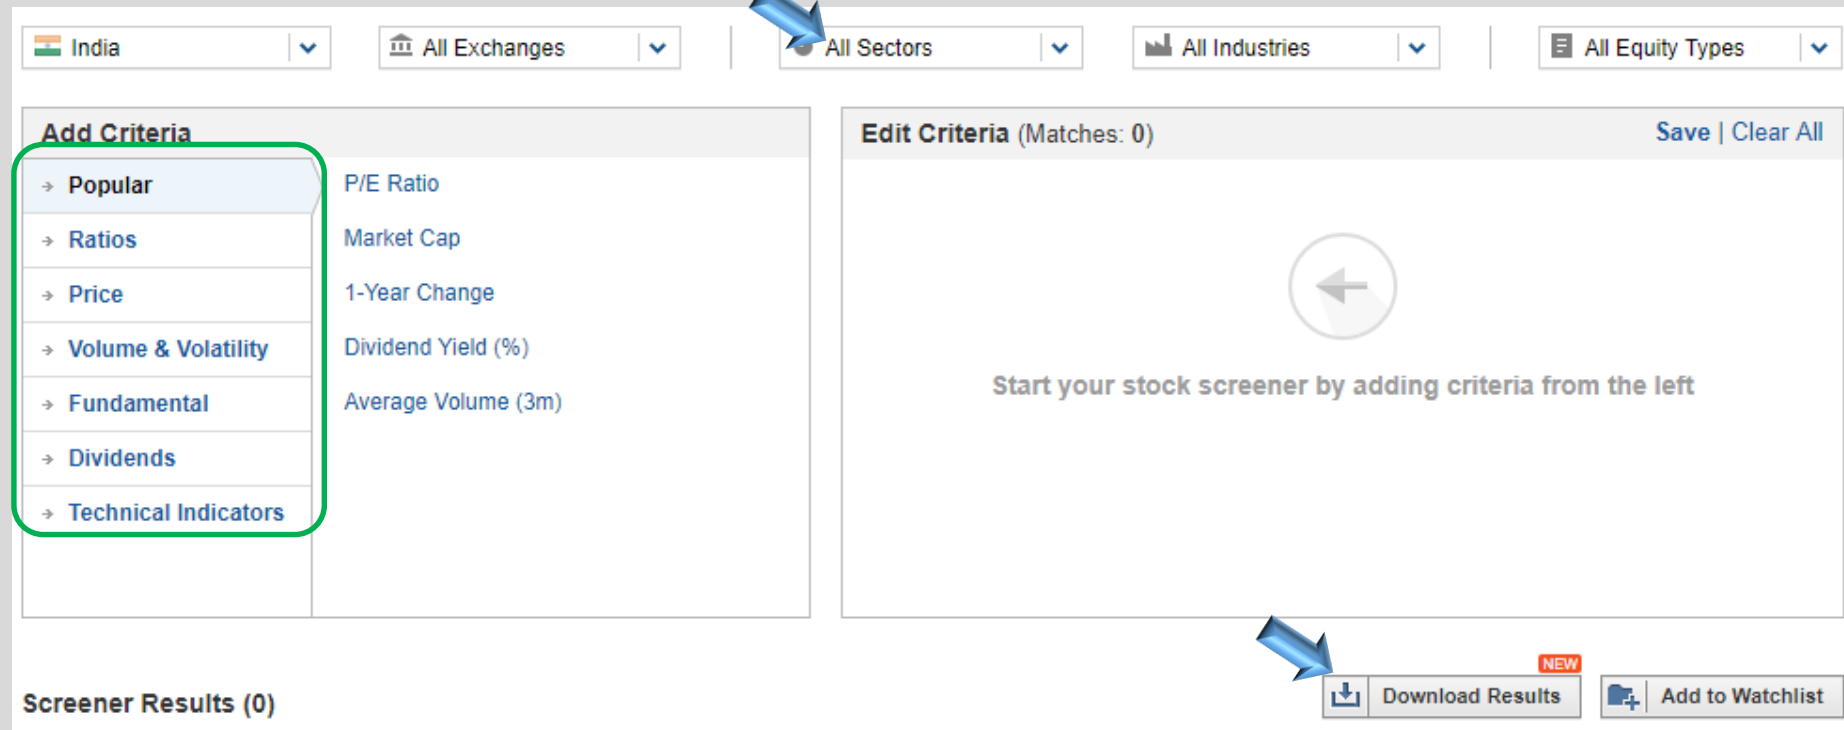 India
All Exchanges
All Sectors
All Industries
All Equity Types
Add Criteria
Popular
Ratios
Price
Volume & Volatility
Fundamental
Dividends
Technical Indicators
P/E Ratio
Market Cap
1-Year Change
Dividend Yield (%)
Average Volume (3m)
Edit Criteria (Matches: 0)
Save | Clear All
Start your stock screener by adding criteria from the left
Screener Results (0)
NEW
Download Results
Add to Watchlist